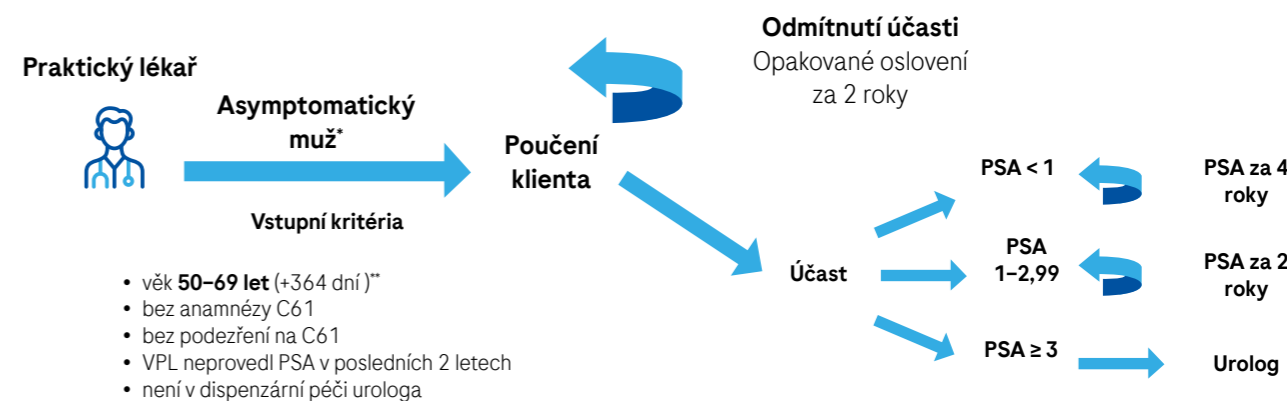 Praktický lékař
Asymptomatický
muž*
Vstupní kritéria
• věk 50–69 let (+364 dní )**
• bez anamnézy C61
• bez podezření na C61
• VPL neprovedl PSA v posledních 2 letech
• není v dispenzární péči urologa
Poučení
klienta
Odmítnutí účasti
Opakované oslovení
za 2 roky
Účast
PSA < 1
PSA za 4
roky
PSA
1–2,99
PSA za 2
roky
PSA ≥ 3
Urolog